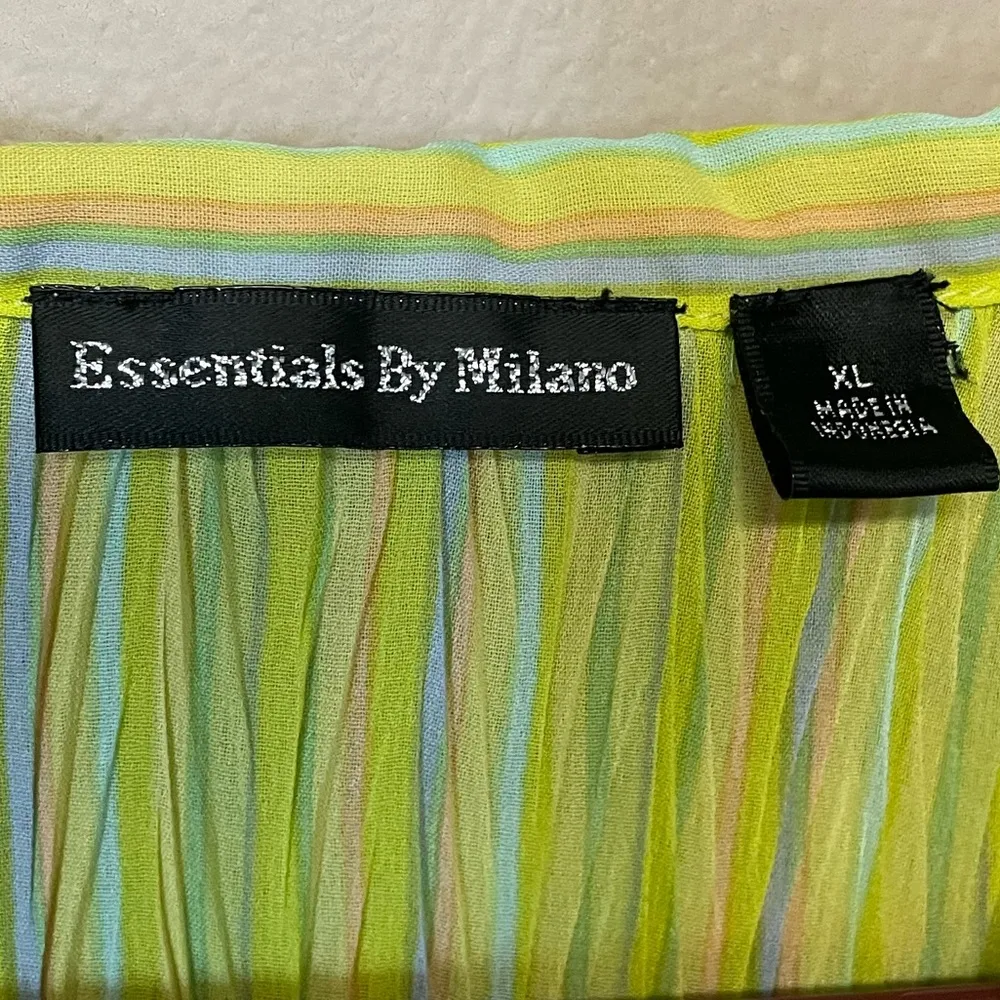 Essentials By Milano
XL
MADE IN
INDONESIA